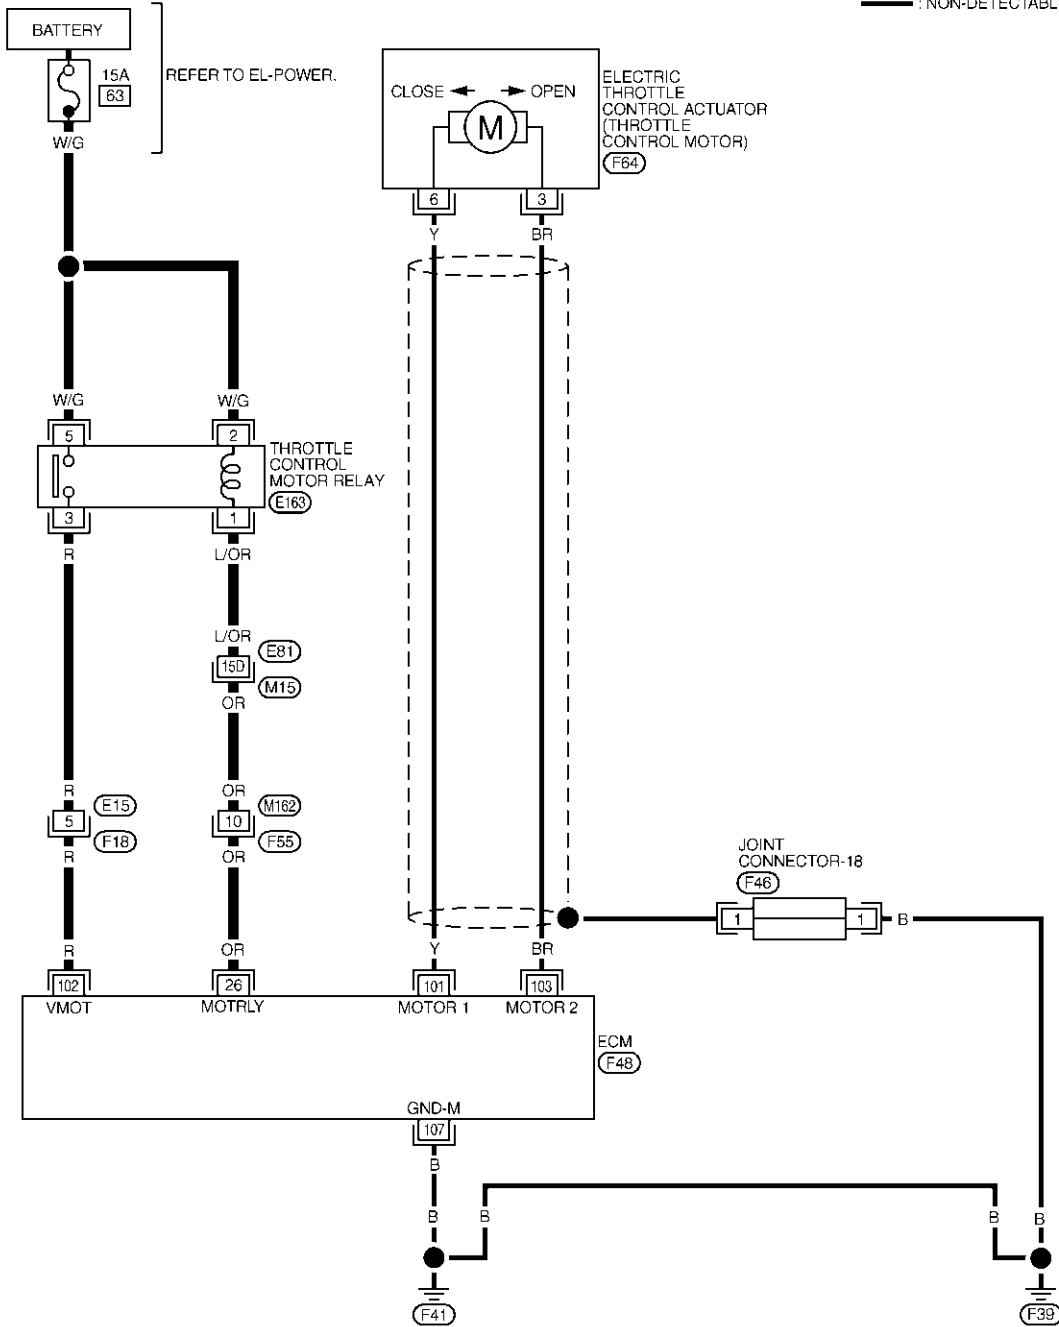 : NON-DETECTABL
BATTERY
15A
63
REFER TO EL-POWER.
W/G
CLOSE
OPEN
M
ELECTRIC
THROTTLE
CONTROL ACTUATOR
(THROTTLE
CONTROL MOTOR)
F64
6
3
Y
BR
W/G
W/G
5
2
THROTTLE
CONTROL
MOTOR RELAY
E163
3
1
R
L/OR
L/OR
E81
15D
M15
OR
R
OR
E15
M162
5
10
F18
F55
R
OR
JOINT
CONNECTOR-18
F46
1
1
B
R
OR
Y
BR
102
26
101
103
VMOT
MOTRLY
MOTOR 1
MOTOR 2
ECM
F48
GND-M
107
B
B
B
B
B
F41
F39